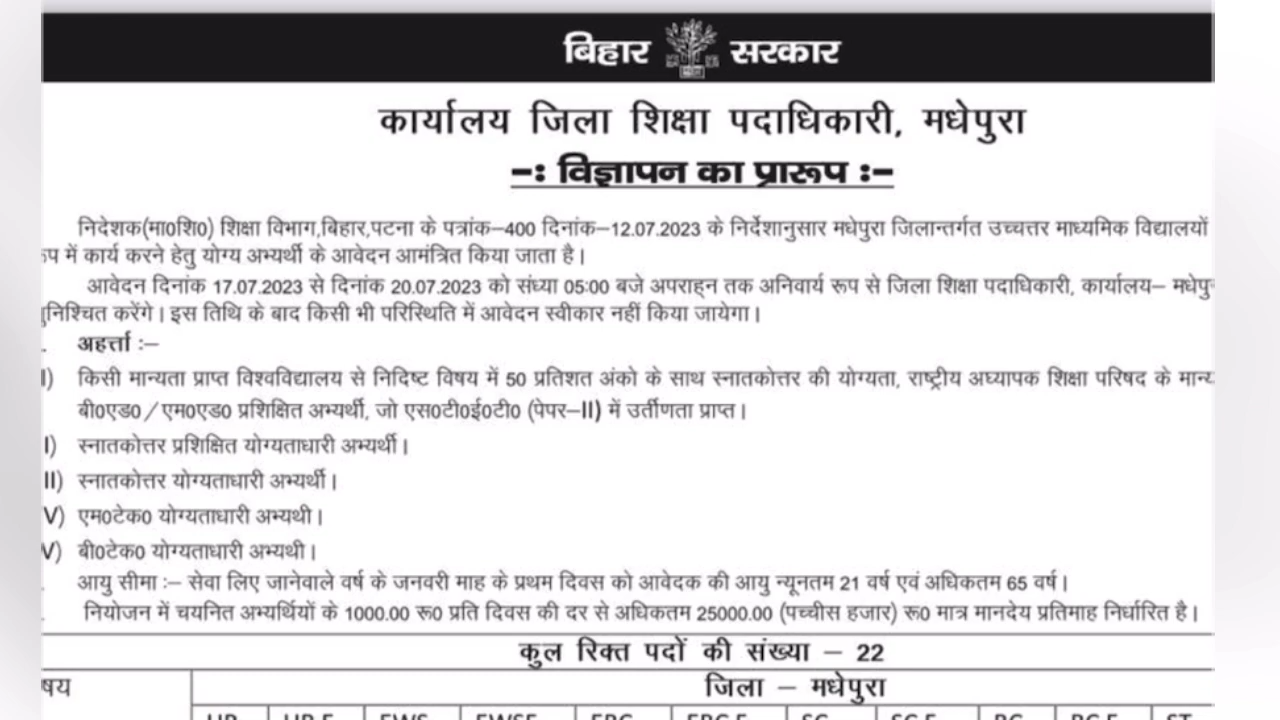 बिहार सरकार
कार्यालय जिला शिक्षा पदाधिकारी, मधेपुरा
–ः विज्ञापन का प्रारूप ः–
निदेशक(मा0शि0) शिक्षा विभाग,बिहार,पटना के पत्रांक–400 दिनांक–12.07.2023 के निर्देशानुसार मधेपुरा जिलान्तर्गत उच्चत्तर माध्यमिक विद्यालयों
में कार्य करने हेतु योग्य अभ्यर्थी के आवेदन आमंत्रित किया जाता है।
आवेदन दिनांक 17.07.2023 से दिनांक 20.07.2023 को संध्या 05:00 बजे अपराह्न तक अनिवार्य रूप से जिला शिक्षा पदाधिकारी, कार्यालय–
करेंगे। इस तिथि के बाद किसी भी परिस्थिति में आवेदन स्वीकार नहीं किया जायेगा।
अहर्त्ता :–
I) किसी मान्यता प्राप्त विश्वविद्यालय से निदिष्ट विषय में 50 प्रतिशत अंको के साथ स्नातकोत्तर की योग्यता, राष्ट्रीय अध्यापक शिक्षा परिषद के
बी0एड0/एम0एड0 प्रशिक्षित अभ्यर्थी, जो एस0टी0ई0टी0 (पेपर–II) में उर्तीणता प्राप्त।
I) स्नातकोत्तर प्रशिक्षित योग्यताधारी अभ्यर्थी।
II) स्नातकोत्तर योग्यताधारी अभ्यर्थी।
V) एम0टेक0 योग्यताधारी अभ्यथी।
V) बी0टेक0 योग्यताधारी अभ्यथी।
आयु सीमा :– सेवा लिए जानेवाले वर्ष के जनवरी माह के प्रथम दिवस को आवेदक की आयु न्यूनतम 21 वर्ष एवं अधिकतम 65 वर्ष।
नियोजन में चयनित अभ्यर्थियों के 1000.00 रू0 प्रति दिवस की दर से अधिकतम 25000.00 (पच्चीस हजार) रू0 मात्र मानदेय प्रतिमाह निर्धारित है।
कुल रिक्त पदों की संख्या – 22
जिला – मधेपुरा